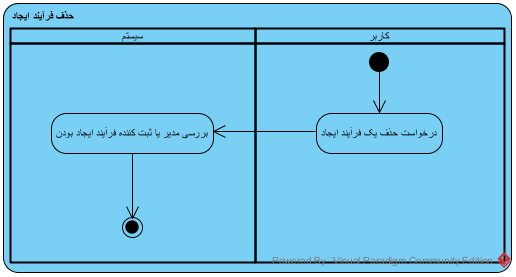 حذف فرآیند ایجاد
کاربر
سیستم
درخواست حذف یک فرآیند ایجاد
بررسی مدیر یا ثبت کننده فرآیند ایجاد بودن
Powered By Visual Paradigm Community Edition